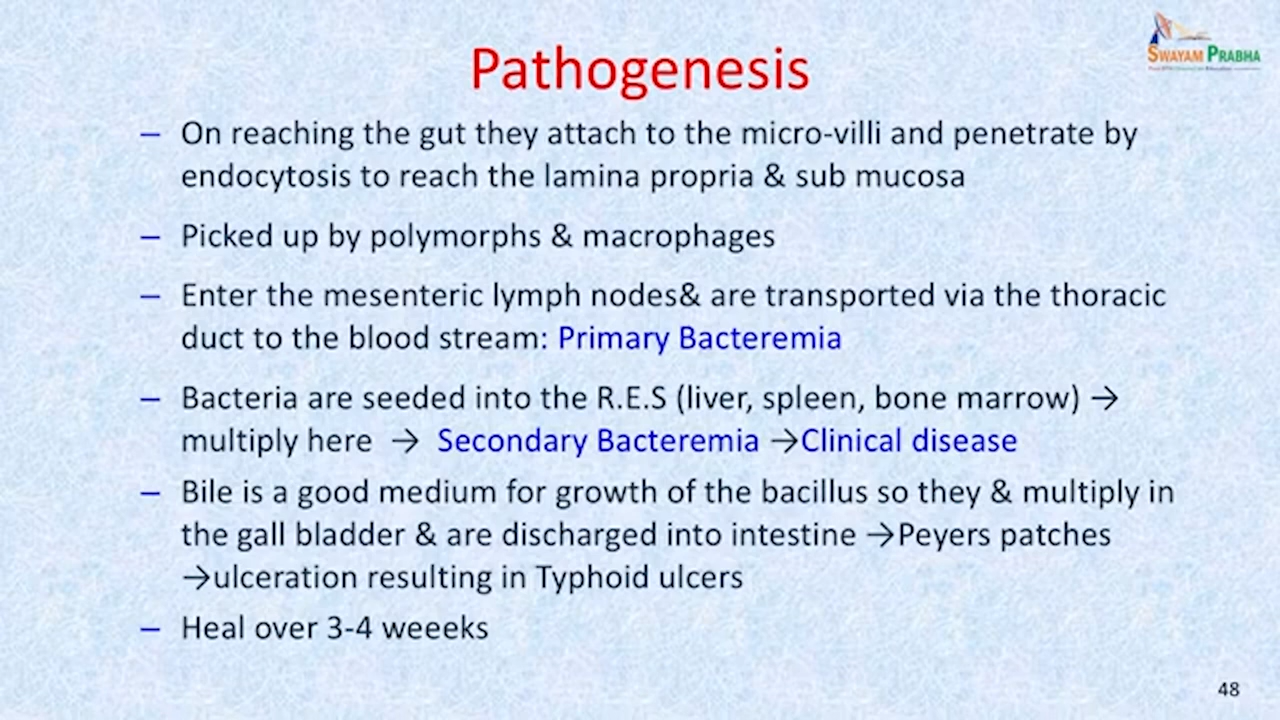 SWAYAM PRABHA
Pathogenesis
– On reaching the gut they attach to the micro-villi and penetrate by
endocytosis to reach the lamina propria & sub mucosa
– Picked up by polymorphs & macrophages
– Enter the mesenteric lymph nodes& are transported via the thoracic
duct to the blood stream: Primary Bacteremia
– Bacteria are seeded into the R.E.S (liver, spleen, bone marrow) →
multiply here → Secondary Bacteremia →Clinical disease
– Bile is a good medium for growth of the bacillus so they & multiply in
the gall bladder & are discharged into intestine →Peyers patches
→ulceration resulting in Typhoid ulcers
– Heal over 3-4 weeeks
48